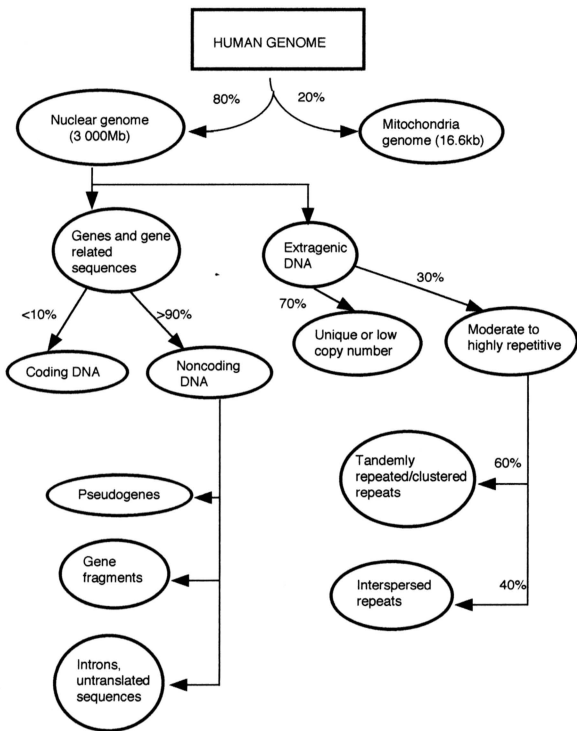 HUMAN GENOME
80%
20%
Nuclear genome
(3 000Mb)
Mitochondria
genome (16.6kb)
Genes and gene
related
sequences
Extragenic
DNA
30%
<10%
>90%
70%
Unique or low
copy number
Moderate to
highly repetitive
Coding DNA
Noncoding
DNA
Tandemly
repeated/clustered
repeats
60%
Pseudogenes
Gene
fragments
Interspersed
repeats
40%
Introns,
untranslated
sequences